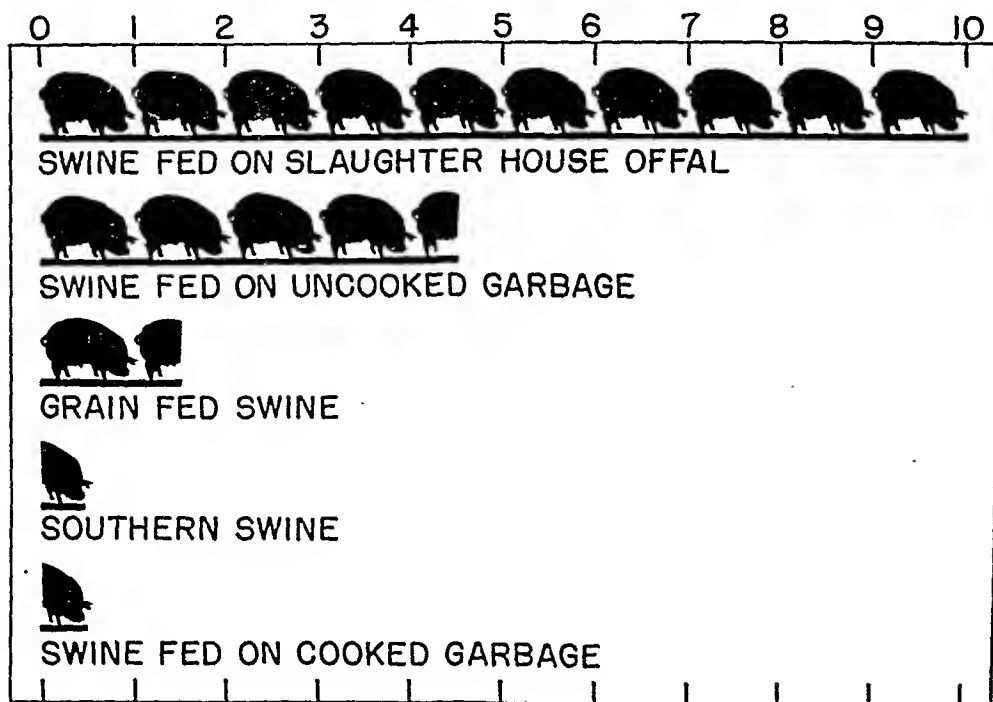 0 1 2 3 4 5 6 7 8 9 10
SWINE FED ON SLAUGHTER HOUSE OFFAL
SWINE FED ON UNCOOKED GARBAGE
GRAIN FED SWINE
SOUTHERN SWINE
SWINE FED ON COOKED GARBAGE